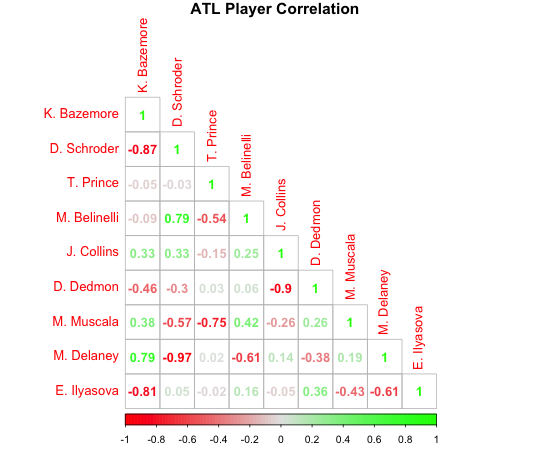 ATL Player Correlation
K. Bazemore
D. Schroder
T. Prince
M. Belinelli
J. Collins
D. Dedmon
M. Muscala
M. Delaney
E. Ilyasova
K. Bazemore 1
D. Schroder -0.87 1
T. Prince -0.05 -0.03 1
M. Belinelli -0.09 0.79 -0.54 1
J. Collins 0.33 0.33 -0.15 0.25 1
D. Dedmon -0.46 -0.3 0.03 0.06 -0.9 1
M. Muscala 0.38 -0.57 -0.75 0.42 -0.26 0.26 1
M. Delaney 0.79 -0.97 0.02 -0.61 0.14 -0.38 0.19 1
E. Ilyasova -0.81 0.05 -0.02 0.16 -0.05 0.36 -0.43 -0.61 1
-1 -0.8 -0.6 -0.4 -0.2 0 0.2 0.4 0.6 0.8 1